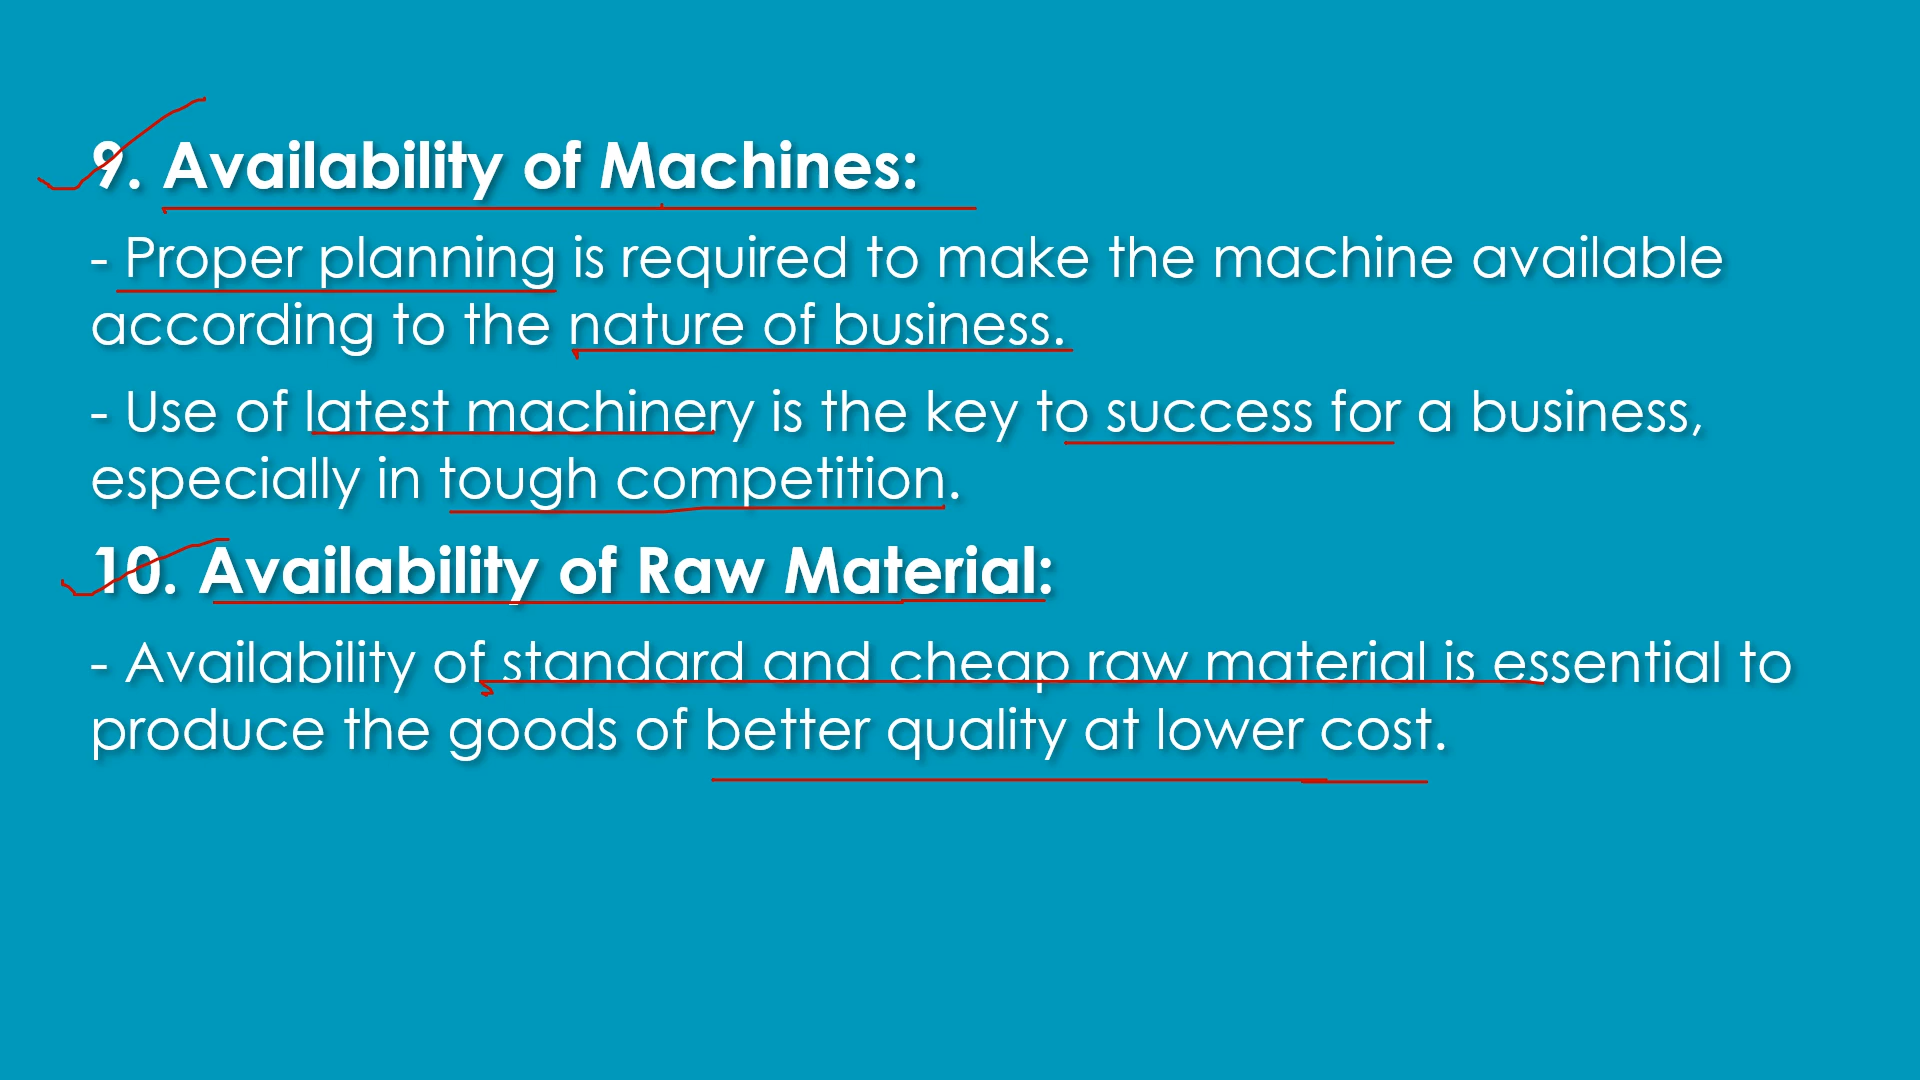 9. Availability of Machines:
- Proper planning is required to make the machine available
according to the nature of business.
- Use of latest machinery is the key to success for a business,
especially in tough competition.
10. Availability of Raw Material:
- Availability of standard and cheap raw material is essential to
produce the goods of better quality at lower cost.